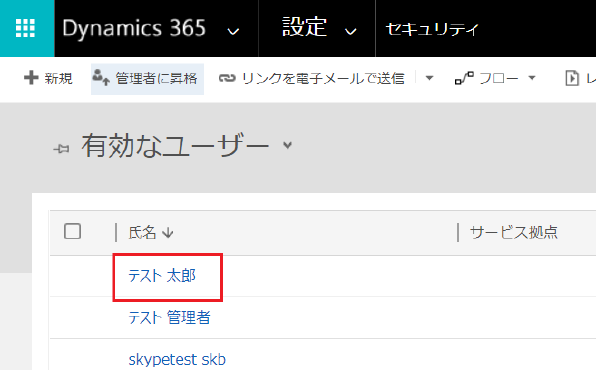 Dynamics 365 設定 セキュリティ
新規 管理者に昇格 リンクを電子メールで送信 フロー レ
有効なユーザー
氏名 サービス拠点
テスト 太郎
テスト 管理者
skypetest skb